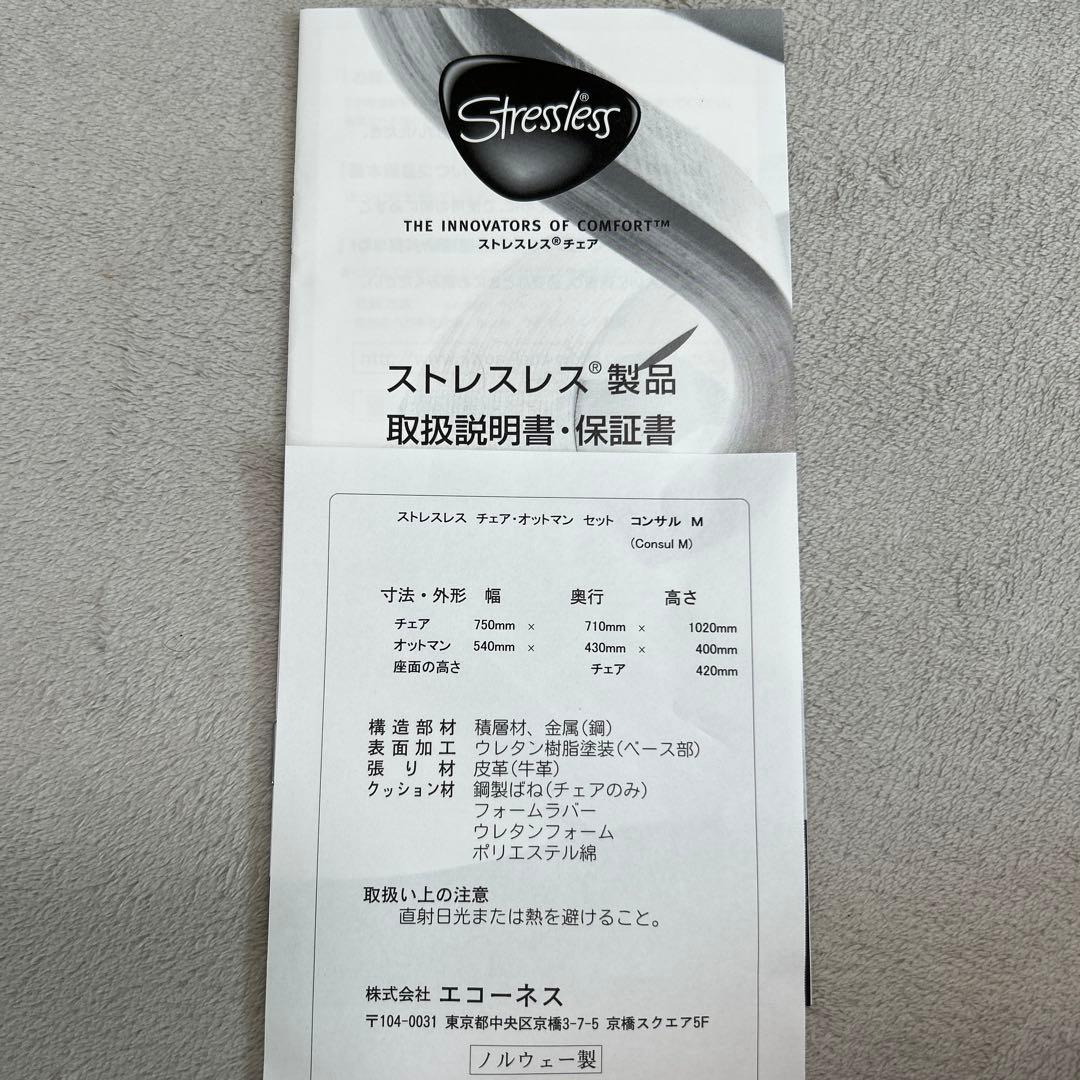 Stressless®
THE INNOVATORS OF COMFORT™
ストレスレス®チェア
ストレスレス®製品
取扱説明書・保証書
ストレスレス チェア・オットマン セット コンサル M
(Consul M)
寸法・外形 幅 奥行 高さ
チェア 750mm × 710mm × 1020mm
オットマン 540mm × 430mm × 400mm
座面の高さ チェア 420mm
構造部材 積層材、金属(鋼)
表面加工 ウレタン樹脂塗装(ベース部)
張り材 皮革(牛革)
クッション材 鋼製ばね(チェアのみ)
フォームラバー
ウレタンフォーム
ポリエステル綿
取扱い上の注意
直射日光または熱を避けること。
株式会社 エコーネス
〒104-0031 東京都中央区京橋3-7-5 京橋スクエア5F
ノルウェー製